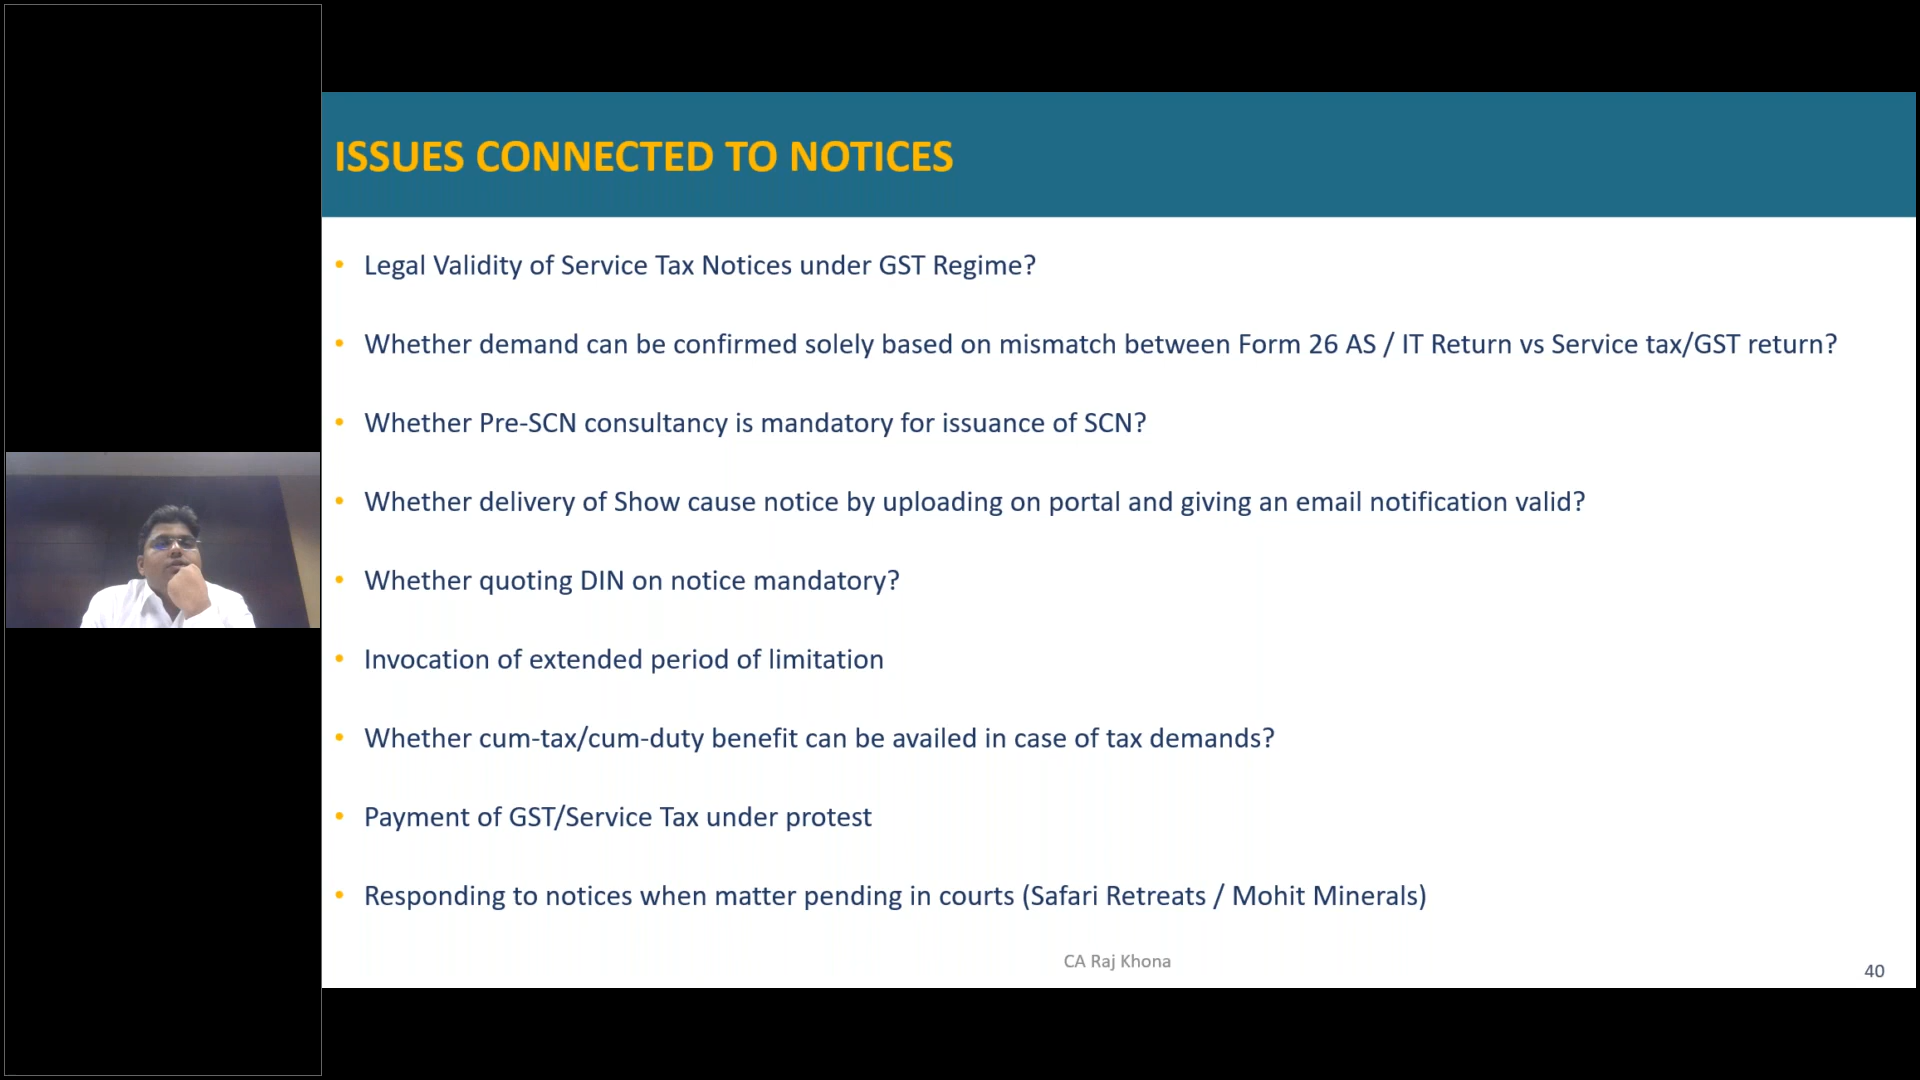 ISSUES CONNECTED TO NOTICES
• Legal Validity of Service Tax Notices under GST Regime?
• Whether demand can be confirmed solely based on mismatch between Form 26 AS / IT Return vs Service tax/GST return?
• Whether Pre-SCN consultancy is mandatory for issuance of SCN?
• Whether delivery of Show cause notice by uploading on portal and giving an email notification valid?
• Whether quoting DIN on notice mandatory?
• Invocation of extended period of limitation
• Whether cum-tax/cum-duty benefit can be availed in case of tax demands?
• Payment of GST/Service Tax under protest
• Responding to notices when matter pending in courts (Safari Retreats / Mohit Minerals)
CA Raj Khona
40